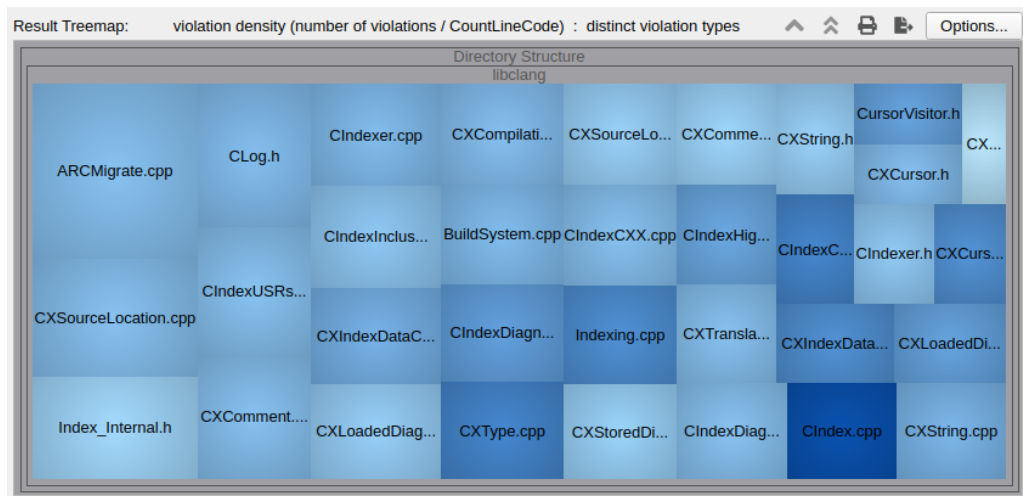 Result Treemap: violation density (number of violations / CountLineCode) : distinct violation types Options...
Directory Structure
libclang
ARCMigrate.cpp
CXSourceLocation.cpp
Index_Internal.h
CLog.h
CIndexUSRs...
CXComment....
CIndexer.cpp
CIndexInclus...
CXIndexDataC...
CXLoadedDiag...
CXCompilati...
BuildSystem.cpp
CIndexDiagn...
CXType.cpp
CXSourceLo...
CIndexCXX.cpp
Indexing.cpp
CXStoredDi...
CXComme...
CIndexHig...
CXTransla...
CIndexDiag...
CXString.h
CursorVisitor.h
CXCursor.h
CX...
CIndexC...
CIndexer.h
CXCurs...
CXIndexData...
CXLoadedDi...
CIndex.cpp
CXString.cpp